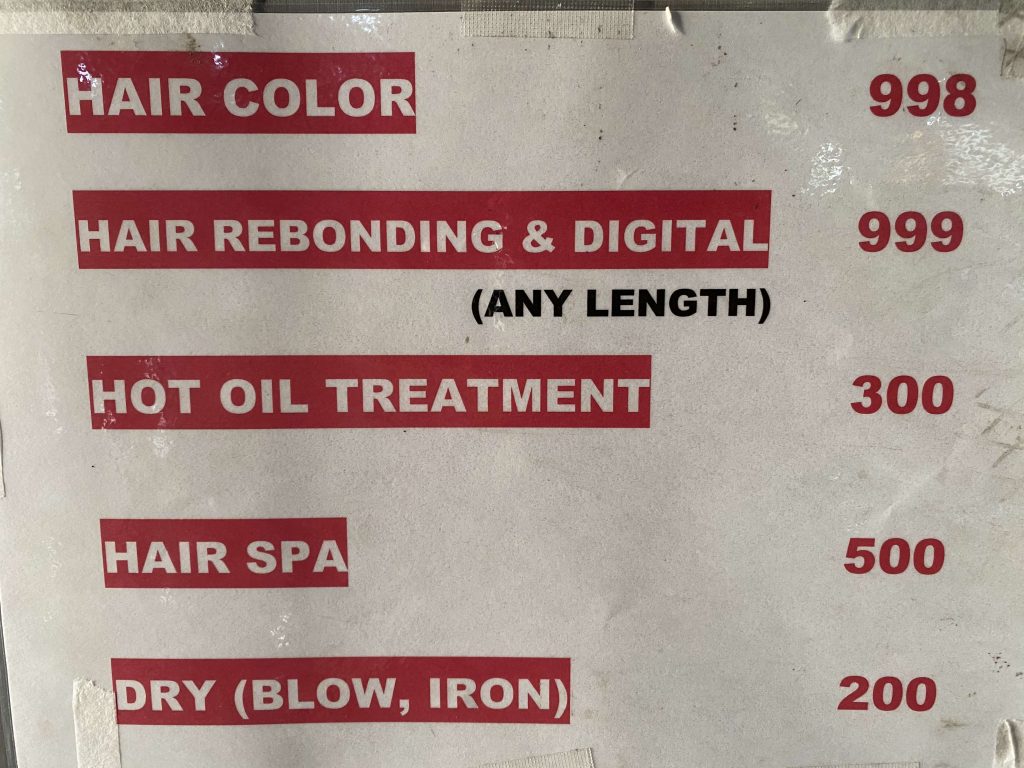 HAIR COLOR 998
HAIR REBONDING & DIGITAL 999
(ANY LENGTH)
HOT OIL TREATMENT 300
HAIR SPA 500
DRY (BLOW, IRON) 200